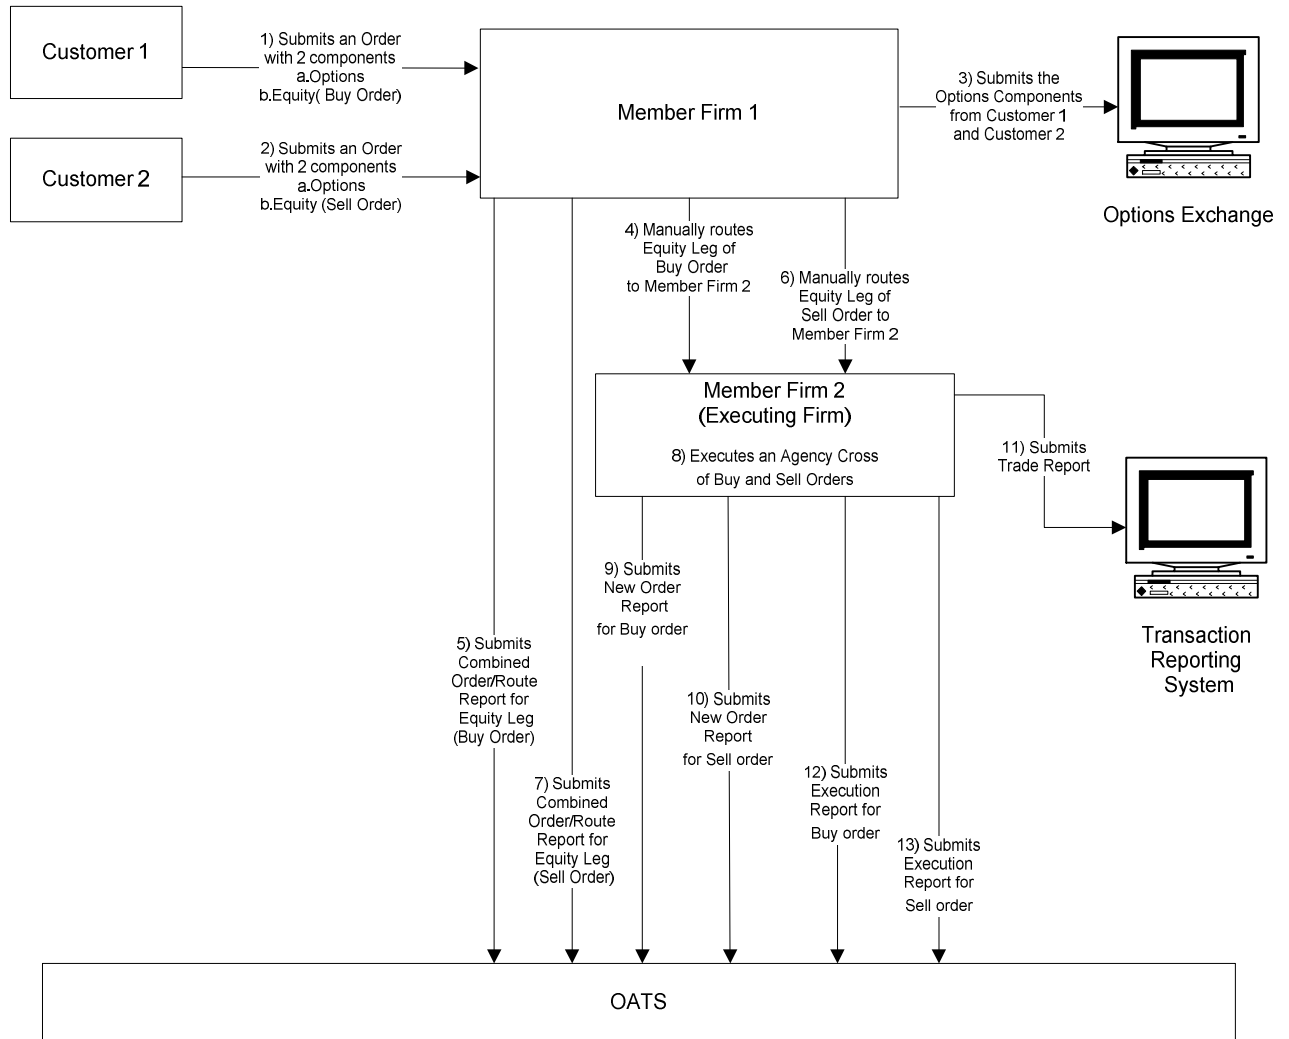 Customer 1
1) Submits an Order
with 2 components
a.Options
b.Equity( Buy Order)
Customer 2
2) Submits an Order
with 2 components
a.Options
b.Equity (Sell Order)
Member Firm 1
3) Submits the
Options Components
from Customer 1
and Customer 2
Options Exchange
4) Manually routes
Equity Leg of
Buy Order
to Member Firm 2
6) Manually routes
Equity Leg of
Sell Order to
Member Firm 2
Member Firm 2
(Executing Firm)
8) Executes an Agency Cross
of Buy and Sell Orders
11) Submits
Trade Report
Transaction
Reporting
System
5) Submits
Combined
Order/Route
Report for
Equity Leg
(Buy Order)
7) Submits
Combined
Order/Route
Report for
Equity Leg
(Sell Order)
9) Submits
New Order
Report
for Buy order
10) Submits
New Order
Report
for Sell order
12) Submits
Execution
Report for
Buy order
13) Submits
Execution
Report for
Sell order
OATS